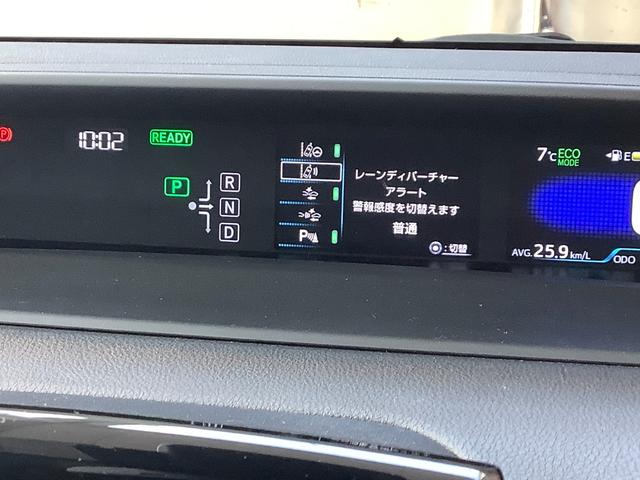 P
10:02
READY
P
R
N
D
P
レーンディパーチャー
アラート
警報感度を切替えます
普通
:切替
7℃
ECO
MODE
E
AVG. 25.9 km/L
ODO